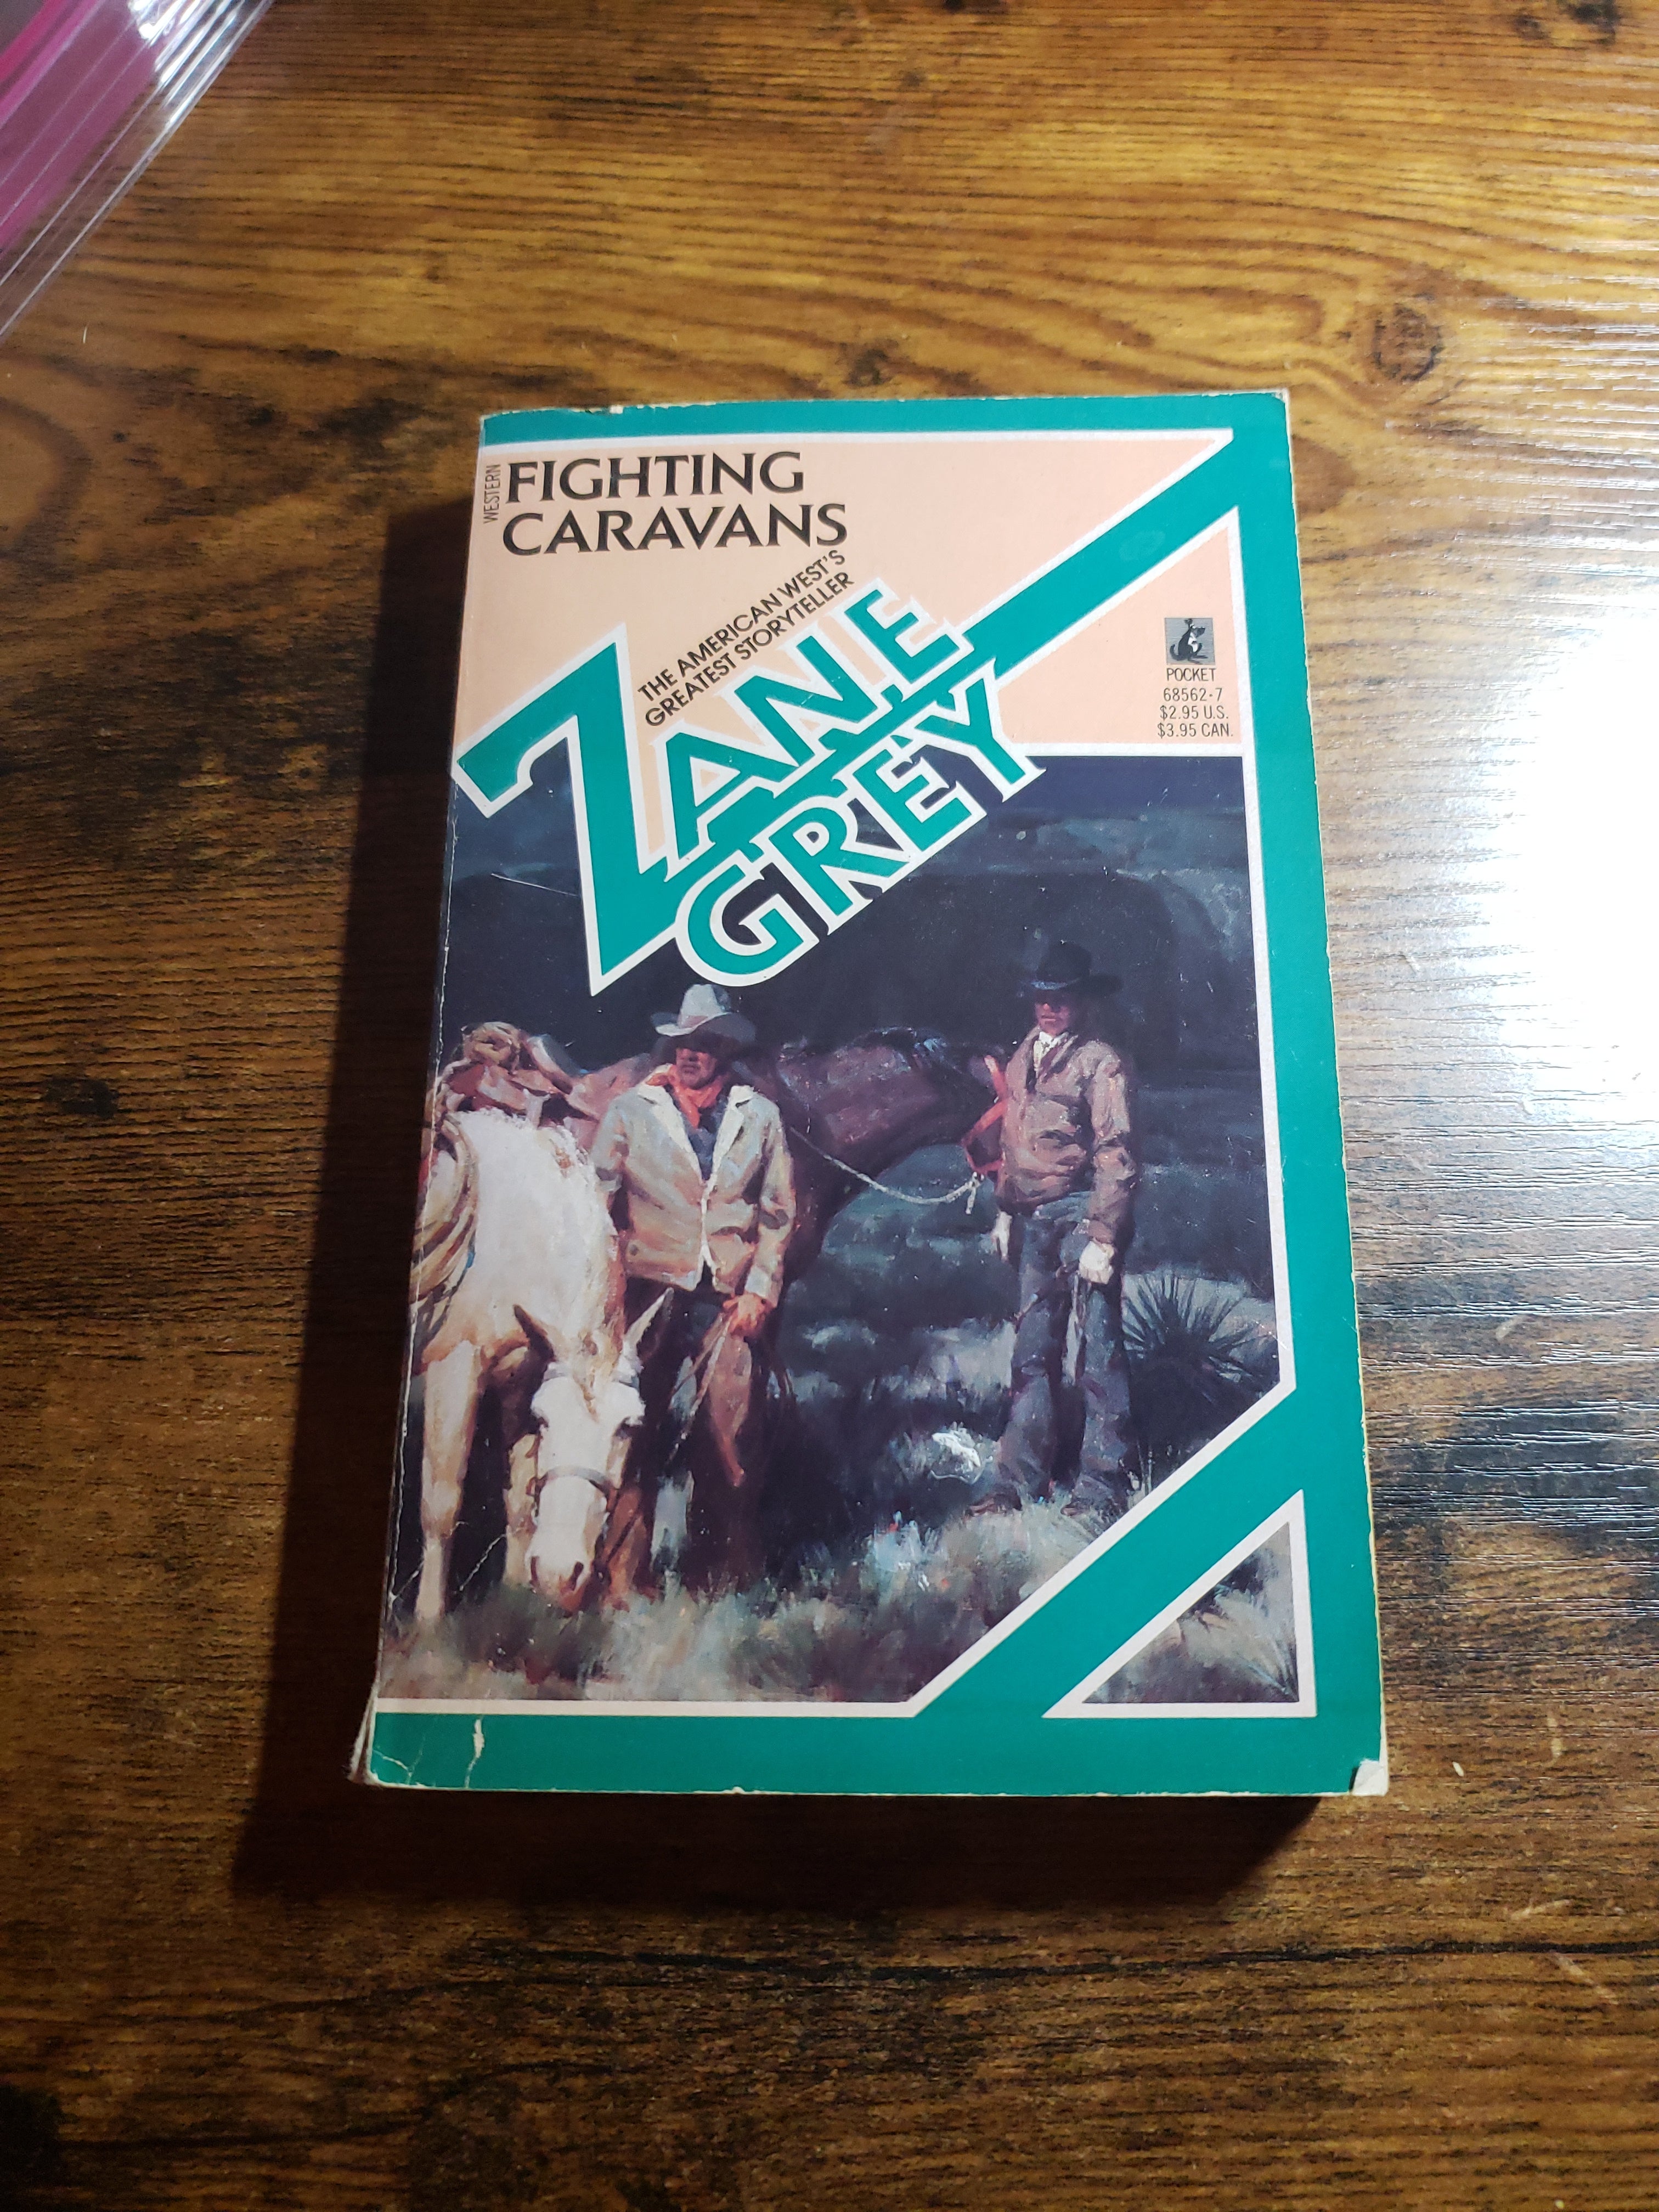 WESTERN
FIGHTING
CARAVANS
THE AMERICAN WEST'S
GREATEST STORYTELLER
ZANE
GREY
POCKET
68562-7
$2.95 U.S.
$3.95 CAN.